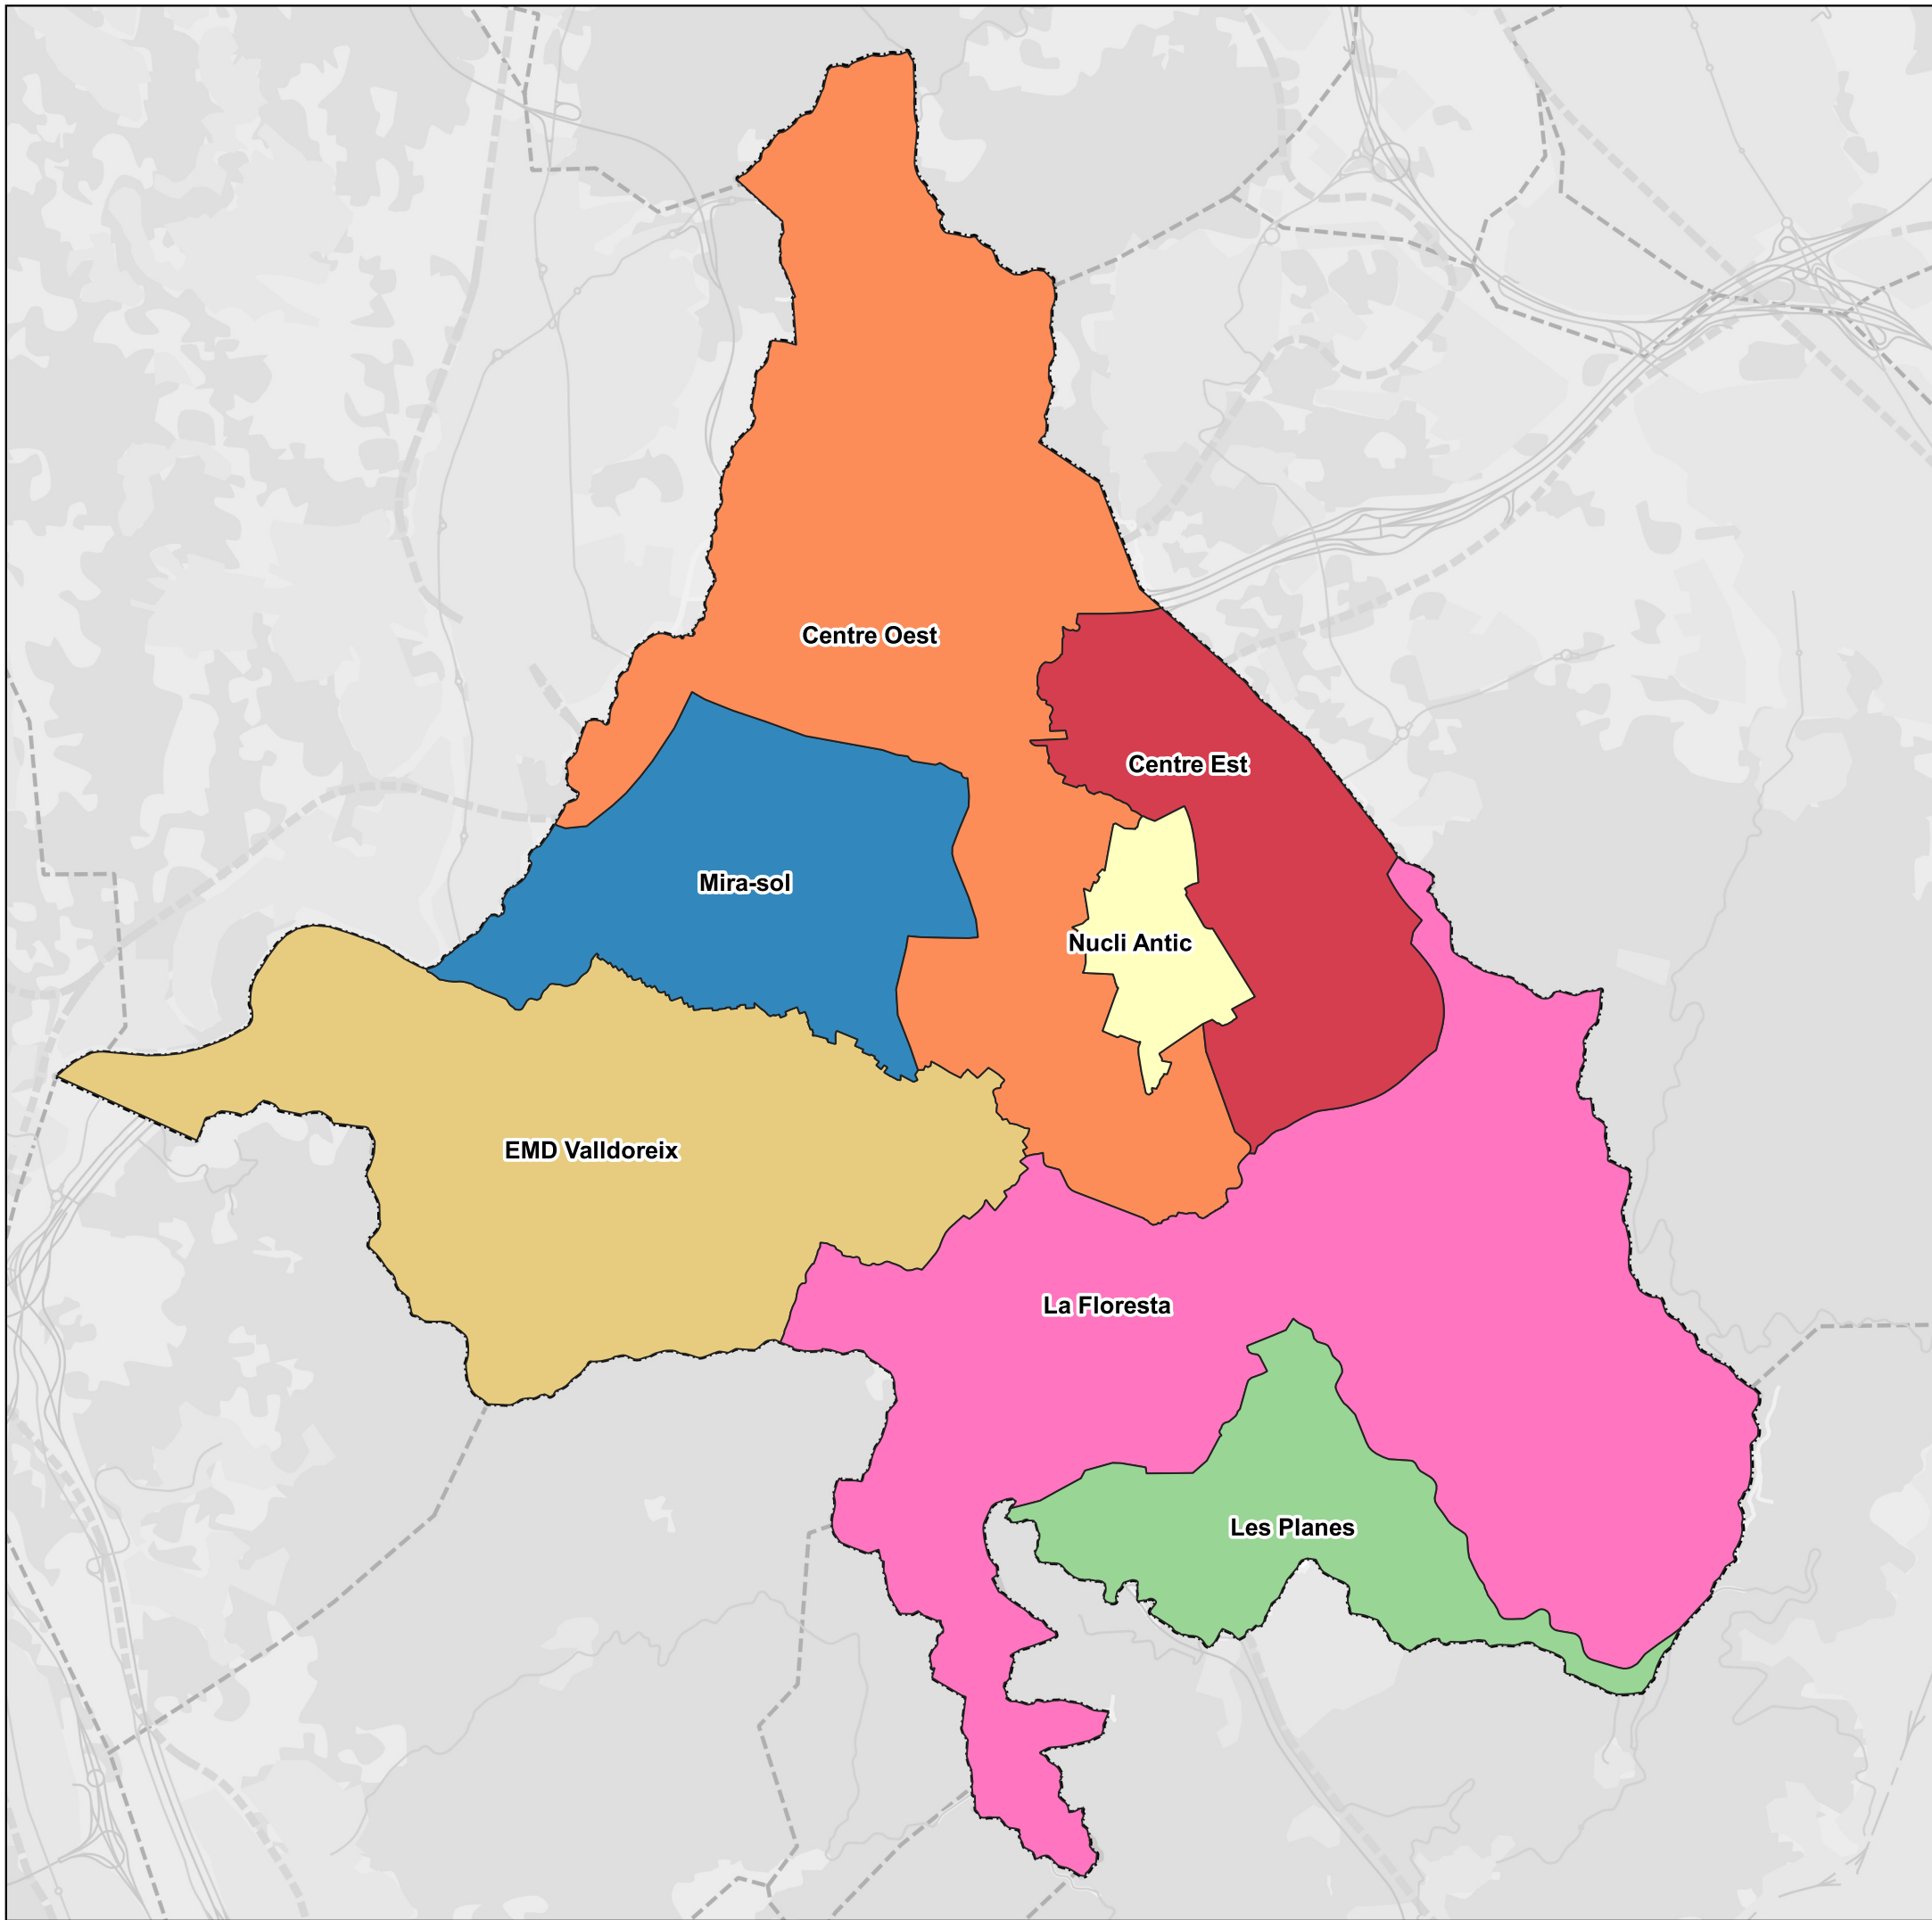 Centre Oest
Centre Est
Mira-sol
Nucli Antic
EMD Valldoreix
La Floresta
Les Planes